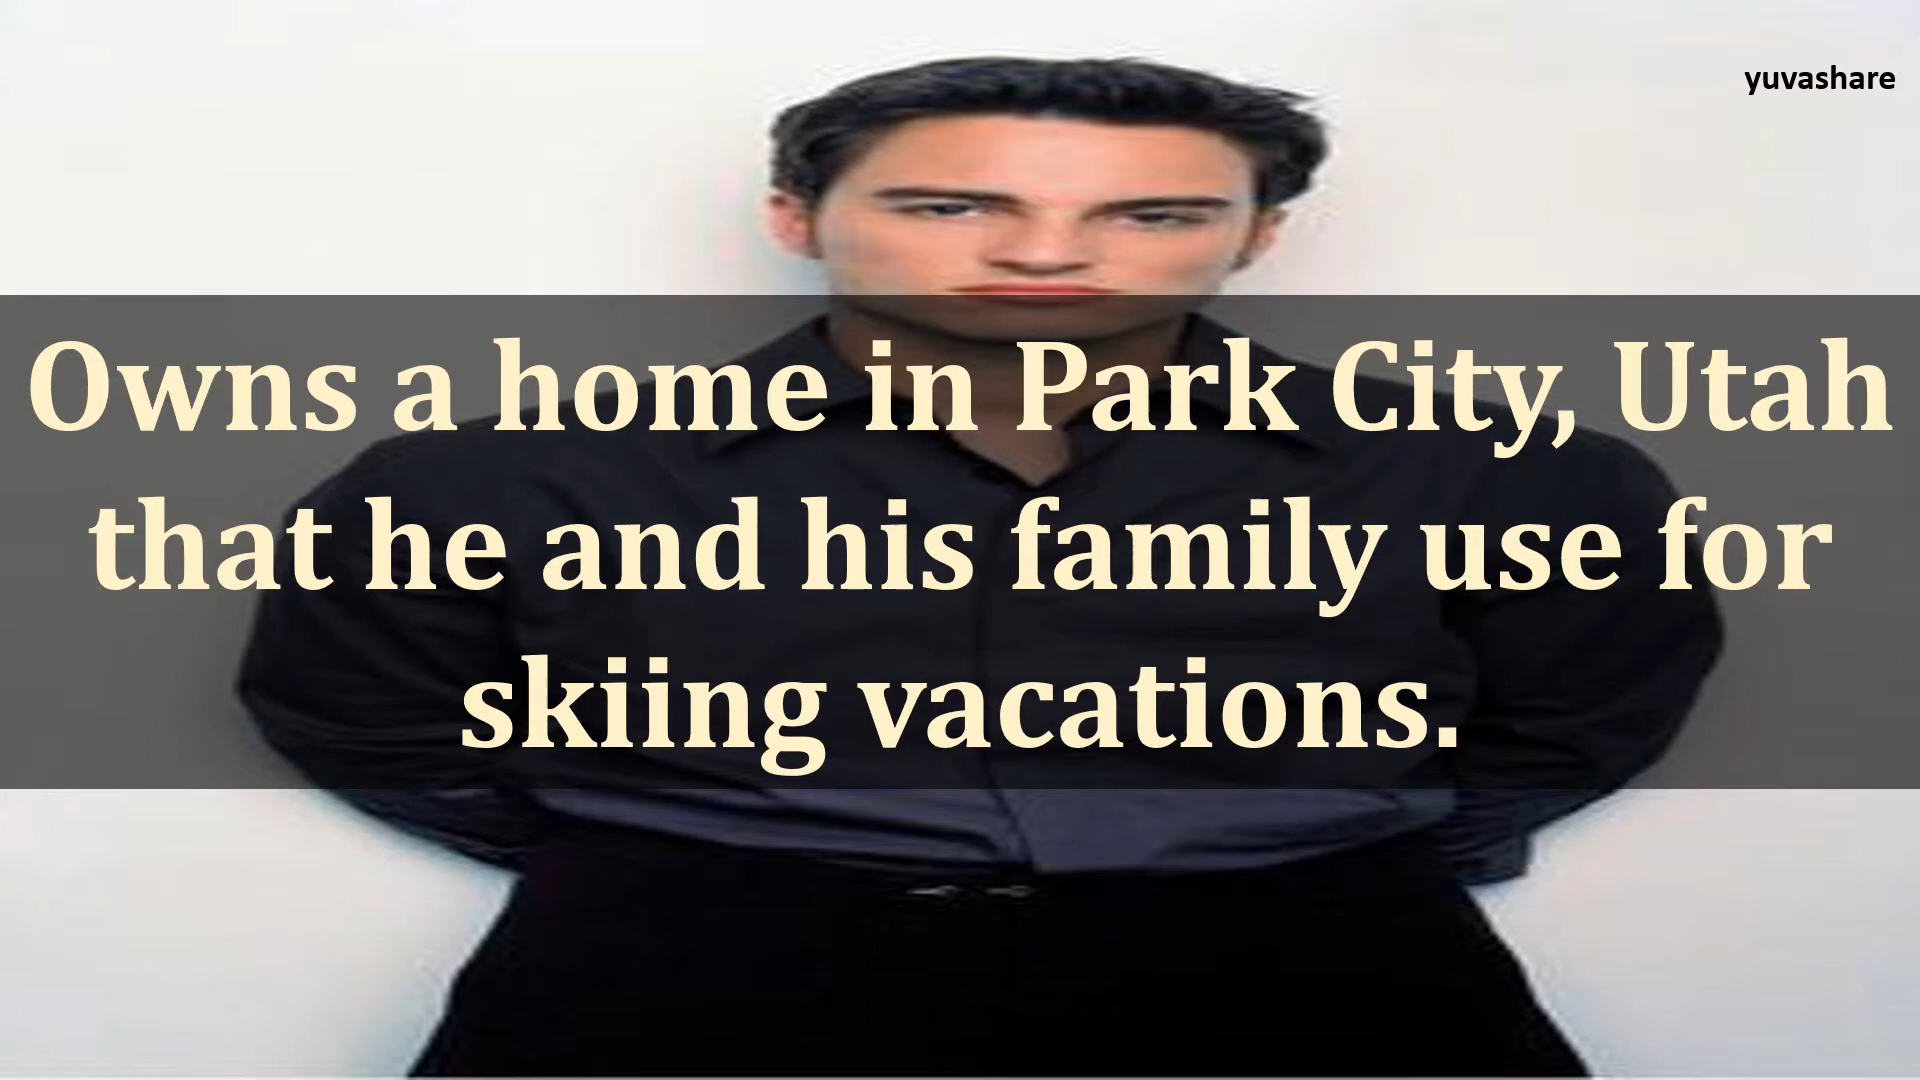 yuvashare
Owns a home in Park City, Utah
that he and his family use for
skiing vacations.